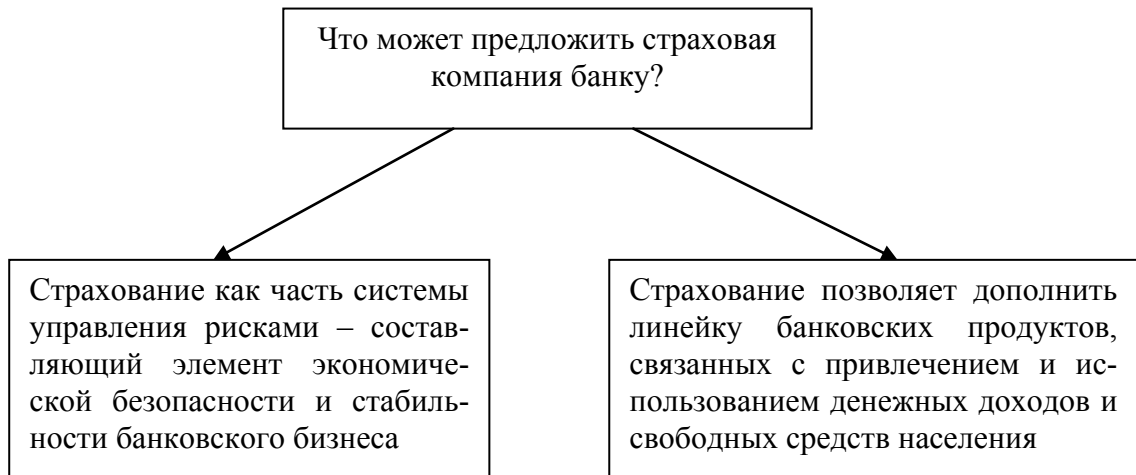 Что может предложить страховая
компания банку?
Страхование как часть системы
управления рисками – состав-
ляющий элемент экономиче-
ской безопасности и стабиль-
ности банковского бизнеса
Страхование позволяет дополнить
линейку банковских продуктов,
связанных с привлечением и ис-
пользованием денежных доходов и
свободных средств населения